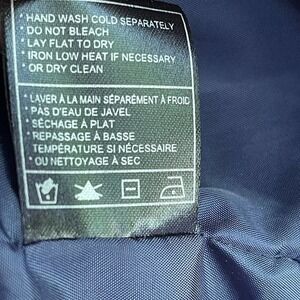 · HAND WASH COLD SEPARATELY
· DO NOT BLEACH
· LAY FLAT TO DRY
· IRON LOW HEAT IF NECESSARY
· OR DRY CLEAN
· LAVER À LA MAIN SÉPARÉMENT À FROID
· PAS D'EAU DE JAVEL
· SÉCHAGE À PLAT
· REPASSAGE À BASSE
TEMPÉRATURE SI NÉCESSAIRE
· OU NETTOYAGE À SEC